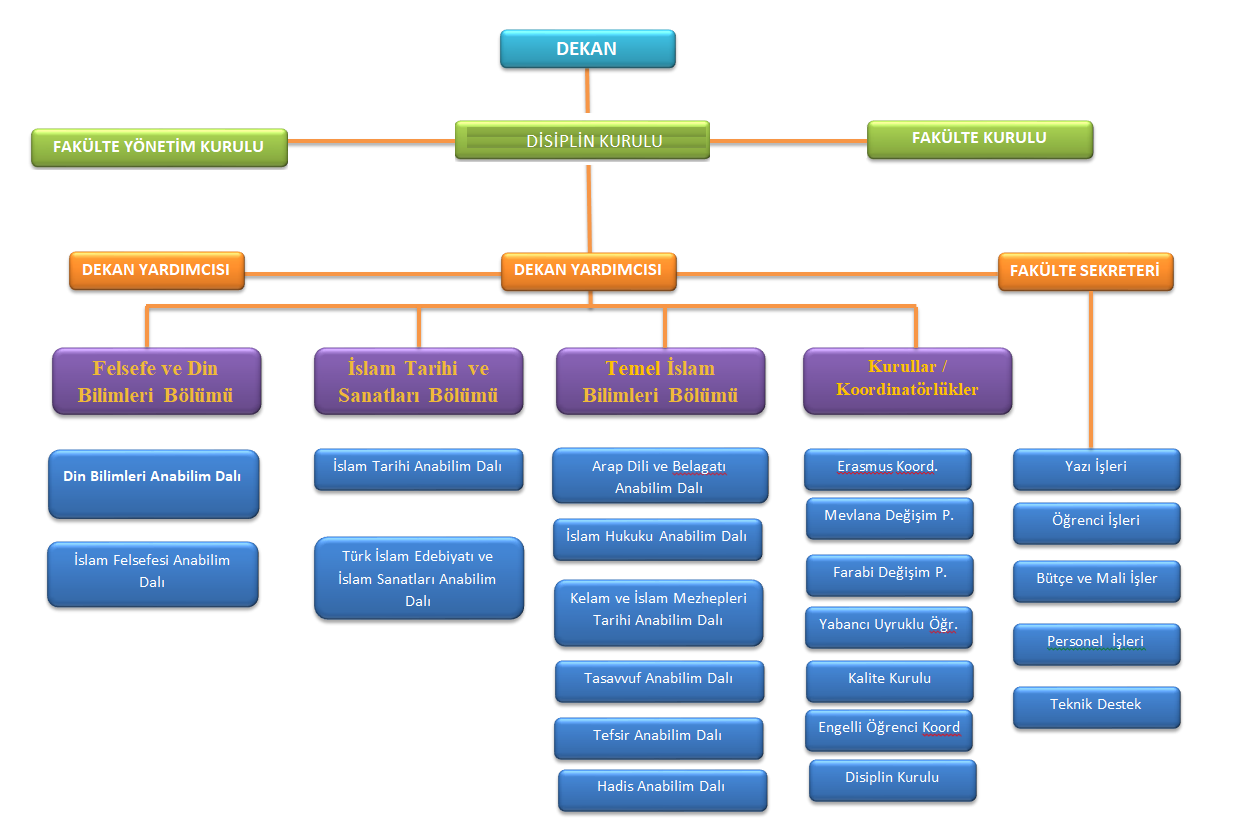 DEKAN
FAKÜLTE YÖNETİM KURULU
DİSİPLİN KURULU
FAKÜLTE KURULU
DEKAN YARDIMCISI
DEKAN YARDIMCISI
FAKÜLTE SEKRETERİ
Felsefe ve Din
Bilimleri Bölümü
İslam Tarihi ve
Sanatları Bölümü
Temel İslam
Bilimleri Bölümü
Kurullar /
Koordinatörlükler
Din Bilimleri Anabilim Dalı
İslam Felsefesi Anabilim
Dalı
İslam Tarihi Anabilim Dalı
Türk İslam Edebiyatı ve
İslam Sanatları Anabilim
Dalı
Arap Dili ve Belagatı
Anabilim Dalı
İslam Hukuku Anabilim Dalı
Kelam ve İslam Mezhepleri
Tarihi Anabilim Dalı
Tasavvuf Anabilim Dalı
Tefsir Anabilim Dalı
Hadis Anabilim Dalı
Erasmus Koord.
Mevlana Değişim P.
Farabi Değişim P.
Yabancı Uyruklu Öğr.
Kalite Kurulu
Engelli Öğrenci Koord
Disiplin Kurulu
Yazı İşleri
Öğrenci İşleri
Bütçe ve Mali İşler
Personel İşleri
Teknik Destek